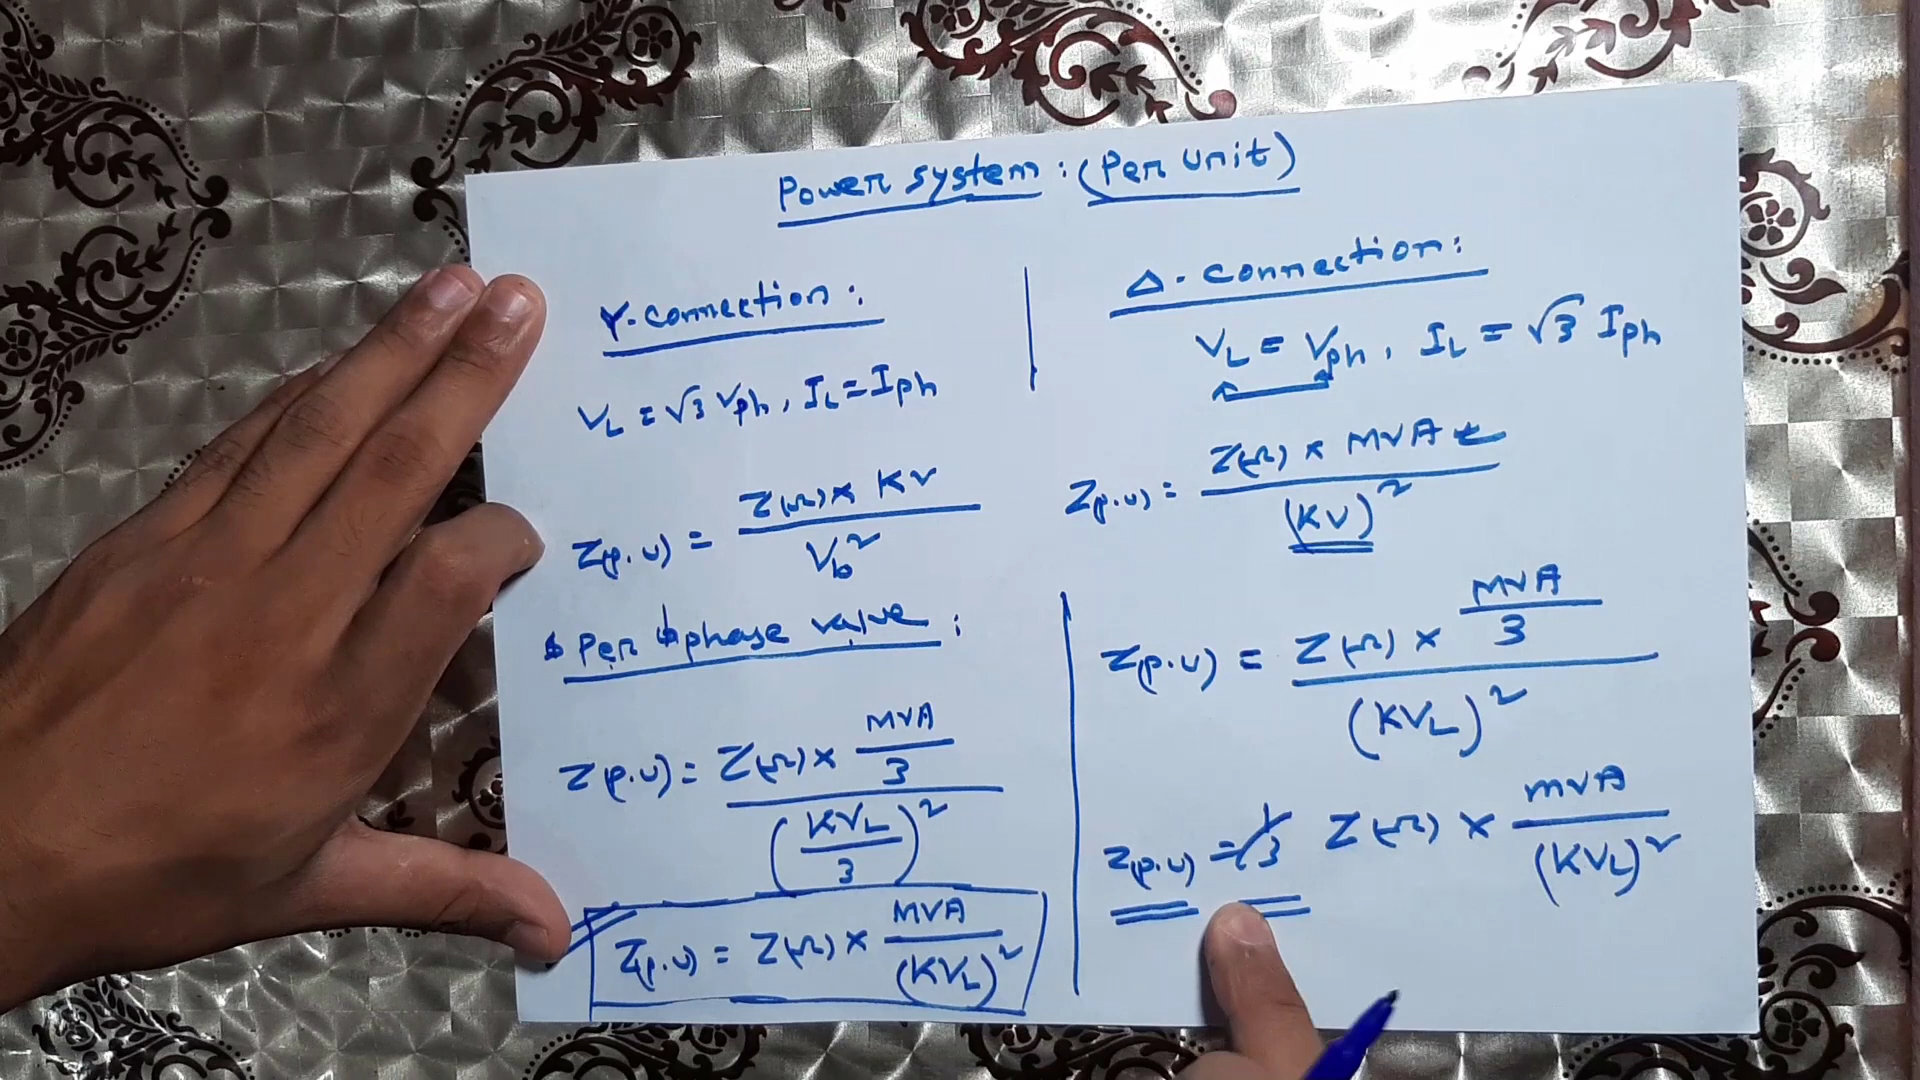 Power system: (Per unit)
Y-connection:
V_L = √3 V_ph, I_L = I_ph
Z(p.u) = Z(Ω) × KV / V_b^2
Per phase value:
Z(p.u) = Z(Ω) × MVA/3 / (KV_L/3)^2
Z(p.u) = Z(Ω) × MVA / (KV_L)^2
Δ-connection:
V_L = V_ph, I_L = √3 I_ph
Z(p.u) = Z(Ω) × MVA / (KV)^2
Z(p.u) = Z(Ω) × MVA/3 / (KV_L)^2
Z(p.u) = 1/3 Z(Ω) × MVA / (KV_L)^2